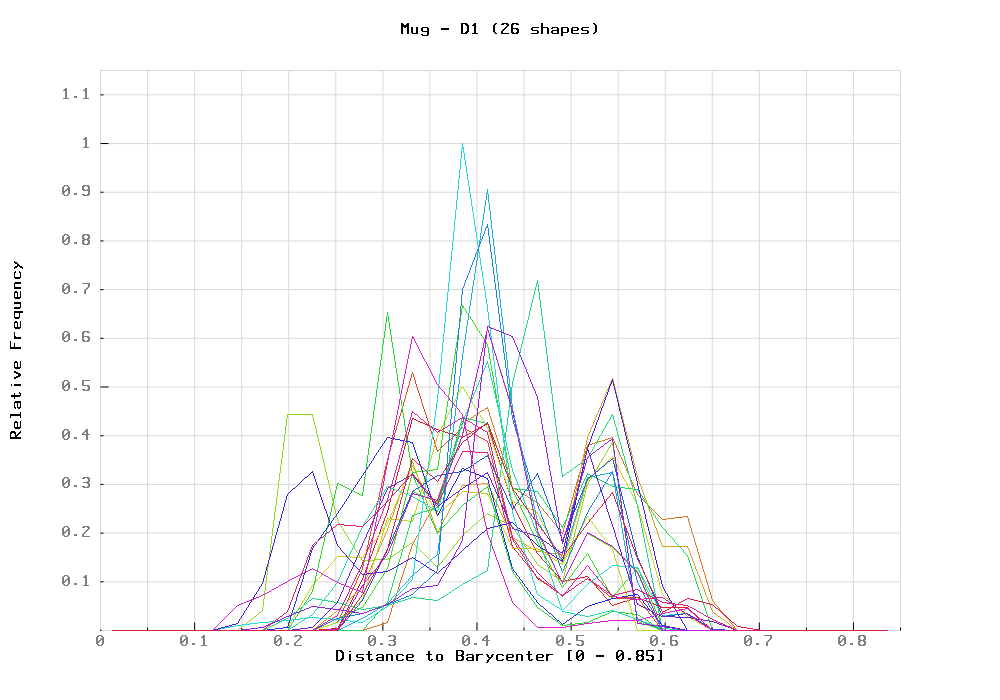 Mug - D1 (26 shapes)
1.1
1
0.9
0.8
0.7
0.6
0.5
0.4
0.3
0.2
0.1
Relative Frequency
0 0.1 0.2 0.3 0.4 0.5 0.6 0.7 0.8
Distance to Barycenter [0 - 0.85]